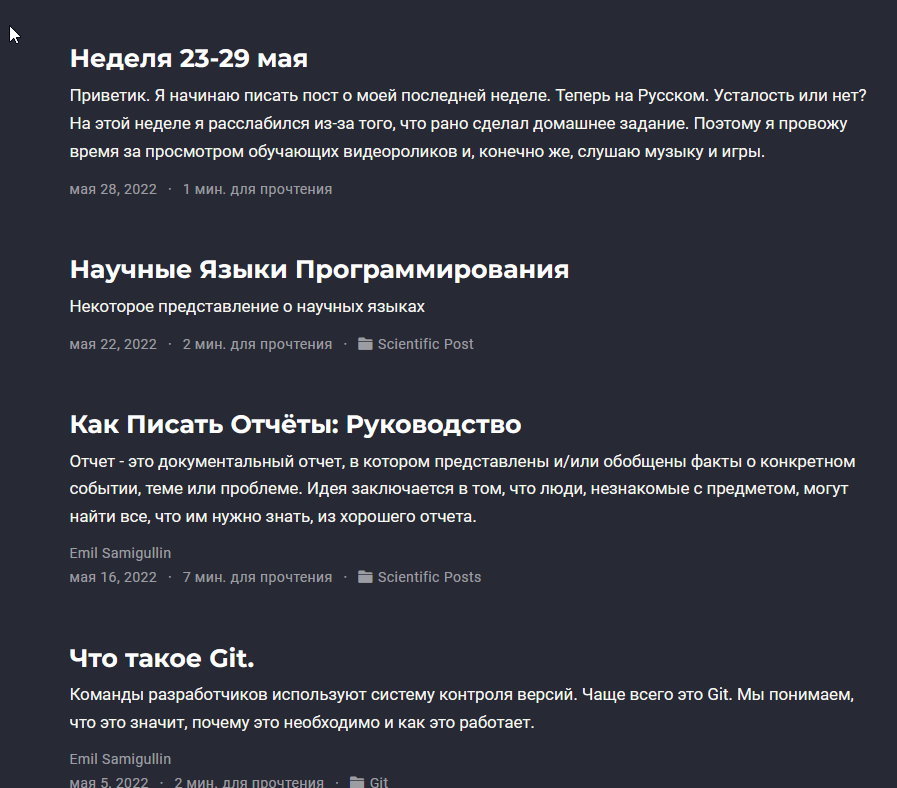 Неделя 23-29 мая
Приветик. Я начинаю писать пост о моей последней неделе. Теперь на Русском. Усталость или нет?
На этой неделе я расслабился из-за того, что рано сделал домашнее задание. Поэтому я провожу
время за просмотром обучающих видеороликов и, конечно же, слушаю музыку и игры.
мая 28, 2022 · 1 мин. для прочтения
Научные Языки Программирования
Некоторое представление о научных языках
мая 22, 2022 · 2 мин. для прочтения · Scientific Post
Как Писать Отчёты: Руководство
Отчет - это документальный отчет, в котором представлены и/или обобщены факты о конкретном
событии, теме или проблеме. Идея заключается в том, что люди, незнакомые с предметом, могут
найти все, что им нужно знать, из хорошего отчета.
Emil Samigullin
мая 16, 2022 · 7 мин. для прочтения · Scientific Posts
Что такое Git.
Команды разработчиков используют систему контроля версий. Чаще всего это Git. Мы понимаем,
что это значит, почему это необходимо и как это работает.
Emil Samigullin
мая 5, 2022 · 2 мин. для прочтения · Git